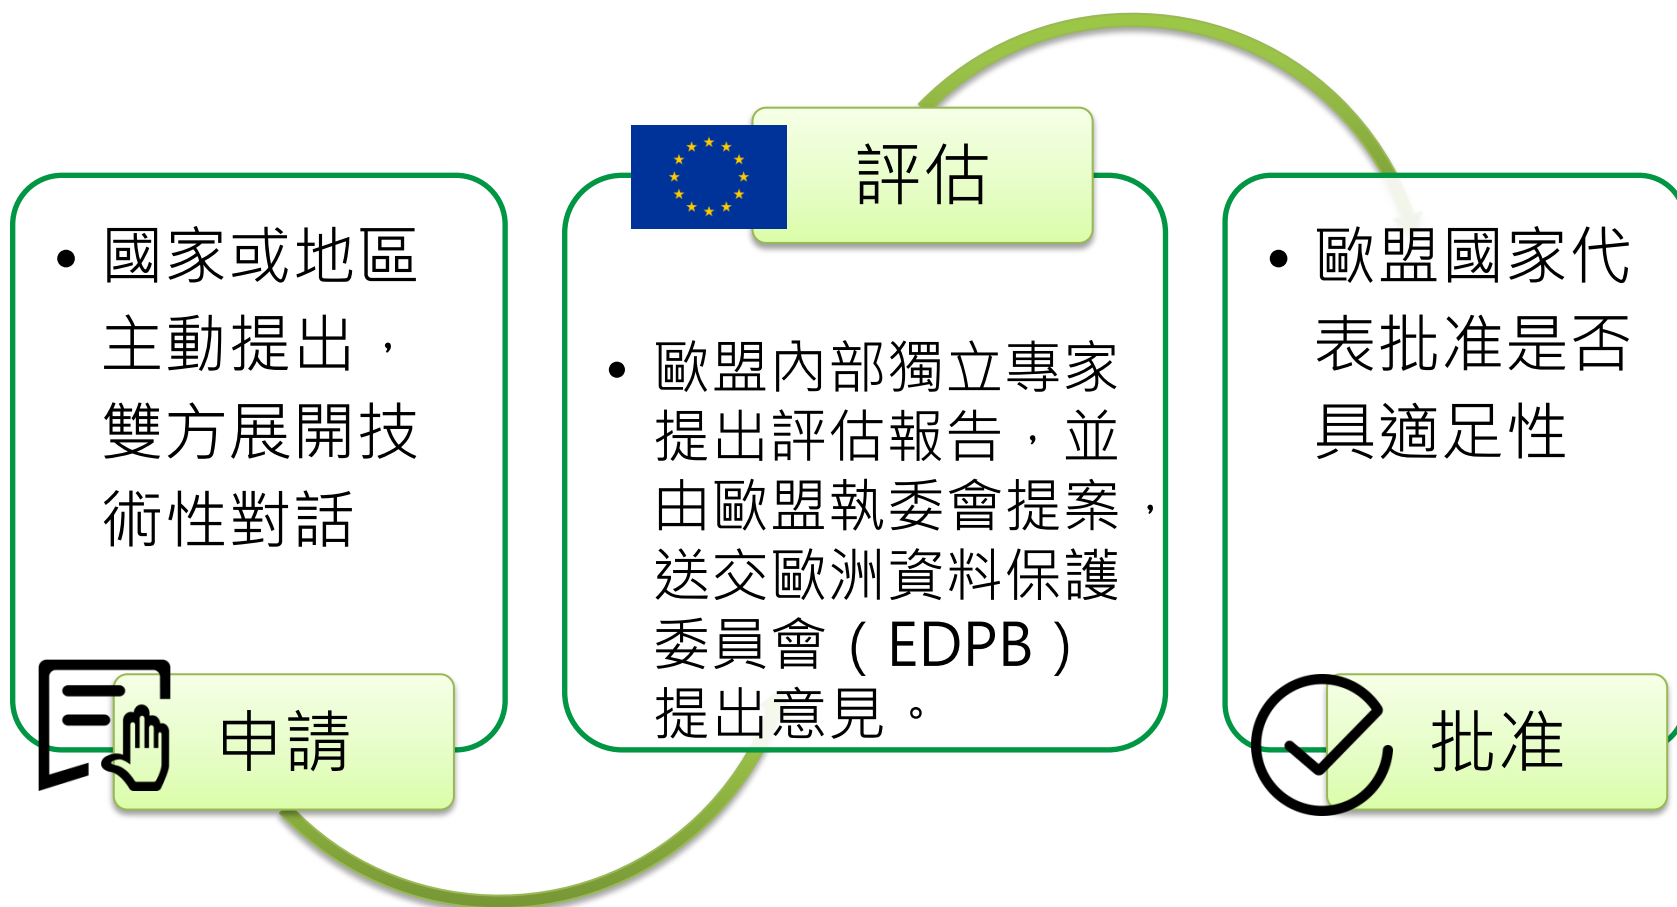 • 國家或地區
主動提出，
雙方展開技
術性對話
申請
評估
• 歐盟內部獨立專家
提出評估報告，並
由歐盟執委會提案，
送交歐洲資料保護
委員會（EDPB）
提出意見。
• 歐盟國家代
表批准是否
具適足性
批准